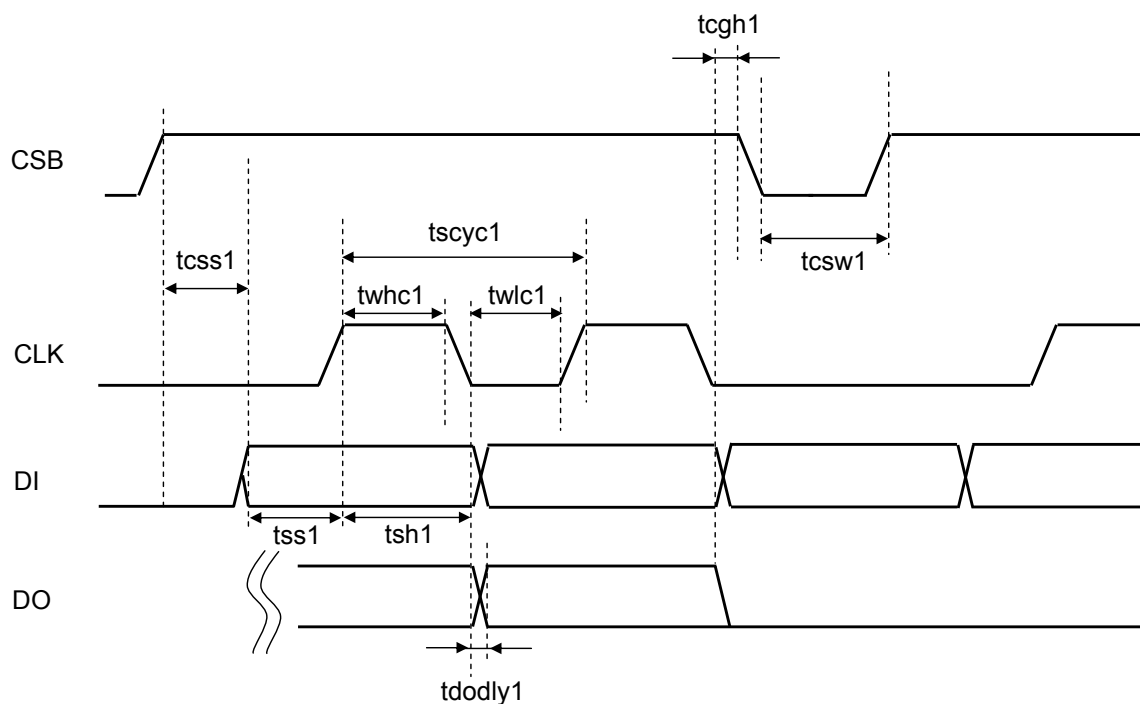 tcgh1
CSB
tscyc1
tcss1
tcsw1
twhc1
twlc1
CLK
DI
tss1
tsh1
DO
tdodly1